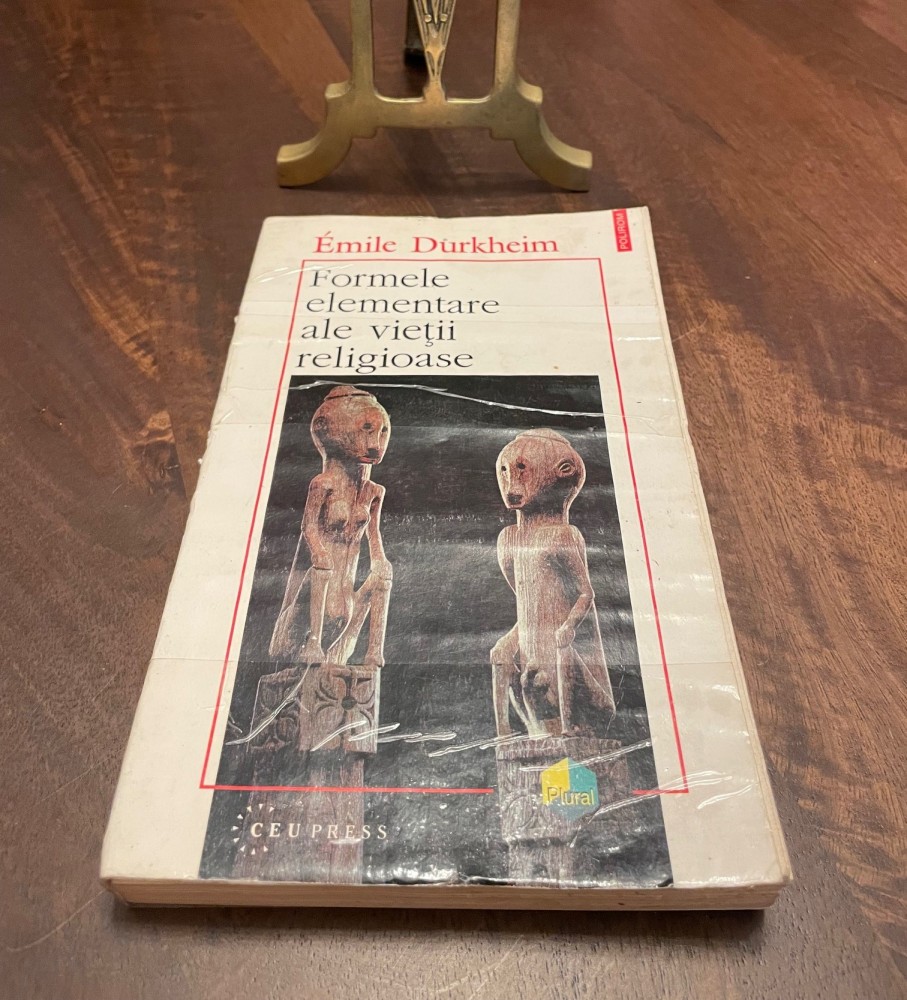 Émile Durkheim
POLIROM
Formele
elementare
ale vieţii
religioase
Plural
CEU PRESS